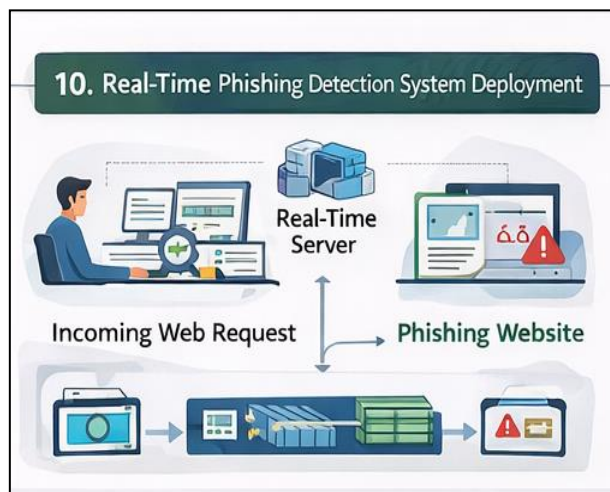 10. Real-Time Phishing Detection System Deployment
Real-Time
Server
Incoming Web Request
Phishing Website